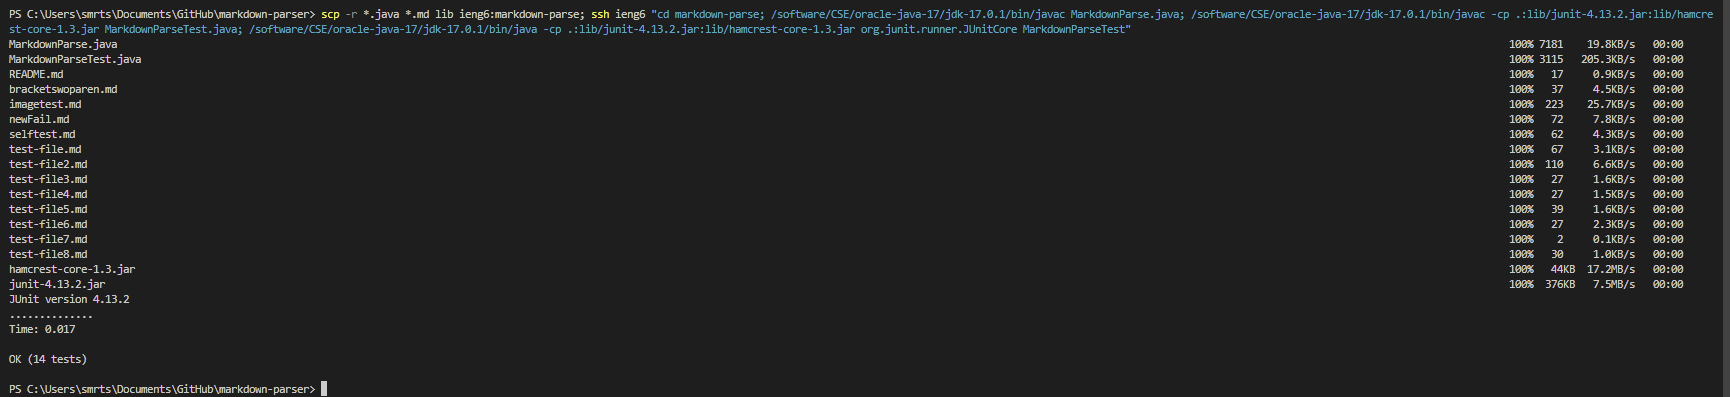 PS C:\Users\smrts\Documents\GitHub\markdown-parser> scp -r *.java *.md lib ieng6:markdown-parse; ssh ieng6 "cd markdown-parse; /software/CSE/oracle-java-17/jdk-17.0.1/bin/javac MarkdownParse.java; /software/CSE/oracle-java-17/jdk-17.0.1/bin/javac -cp .:lib/junit-4.13.2.jar:lib/hamcre
st-core-1.3.jar MarkdownParseTest.java; /software/CSE/oracle-java-17/jdk-17.0.1/bin/java -cp .:lib/junit-4.13.2.jar:lib/hamcrest-core-1.3.jar org.junit.runner.JUnitCore MarkdownParseTest"
MarkdownParse.java 100% 7181 19.8KB/s 00:00
MarkdownParseTest.java 100% 3115 205.3KB/s 00:00
README.md 100% 17 0.9KB/s 00:00
bracketswoparen.md 100% 37 4.5KB/s 00:00
imagetest.md 100% 223 25.7KB/s 00:00
newFail.md 100% 72 7.8KB/s 00:00
selftest.md 100% 62 4.3KB/s 00:00
test-file.md 100% 67 3.1KB/s 00:00
test-file2.md 100% 110 6.6KB/s 00:00
test-file3.md 100% 27 1.6KB/s 00:00
test-file4.md 100% 27 1.5KB/s 00:00
test-file5.md 100% 39 1.6KB/s 00:00
test-file6.md 100% 27 2.3KB/s 00:00
test-file7.md 100% 2 0.1KB/s 00:00
test-file8.md 100% 30 1.0KB/s 00:00
hamcrest-core-1.3.jar 100% 44KB 17.2MB/s 00:00
junit-4.13.2.jar 100% 376KB 7.5MB/s 00:00
JUnit version 4.13.2
..............
Time: 0.017
OK (14 tests)
PS C:\Users\smrts\Documents\GitHub\markdown-parser>